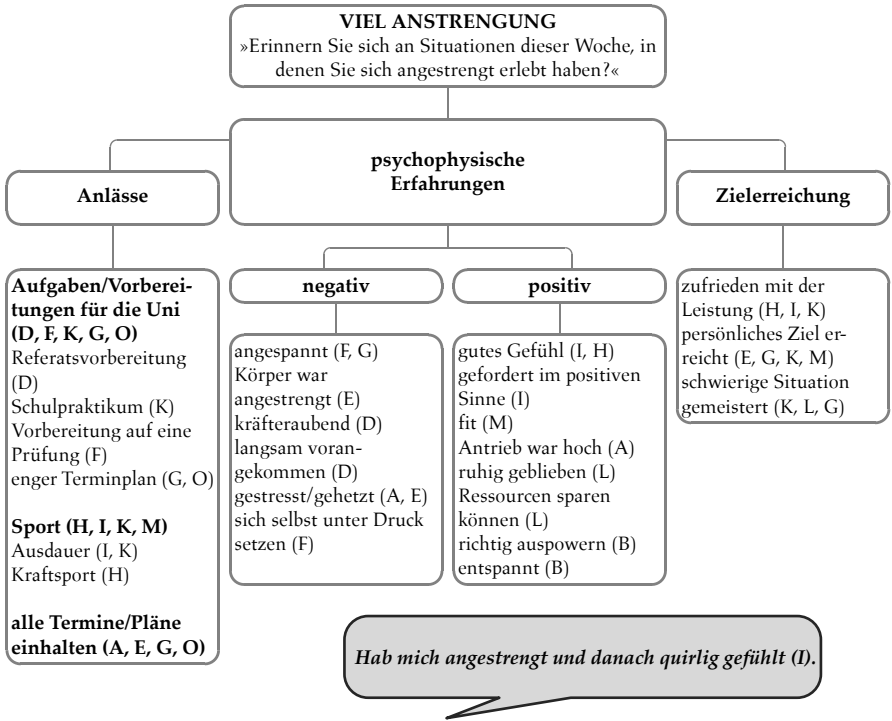 VIEL ANSTRENGUNG
»Erinnern Sie sich an Situationen dieser Woche, in
denen Sie sich angestrengt erlebt haben?«
psychophysische
Erfahrungen
Anlässe
Zielerreichung
Aufgaben/Vorberei-
tungen für die Uni
(D, F, K, G, O)
Referatsvorbereitung
(D)
Schulpraktikum (K)
Vorbereitung auf eine
Prüfung (F)
enger Terminplan (G, O)
Sport (H, I, K, M)
Ausdauer (I, K)
Kraftsport (H)
alle Termine/Pläne
einhalten (A, E, G, O)
negativ
angespannt (F, G)
Körper war
angestrengt (E)
kräfteraubend (D)
langsam voran-
gekommen (D)
gestresst/gehetzt (A, E)
sich selbst unter Druck
setzen (F)
positiv
gutes Gefühl (I, H)
gefordert im positiven
Sinne (I)
fit (M)
Antrieb war hoch (A)
ruhig geblieben (L)
Ressourcen sparen
können (L)
richtig auspowern (B)
entspannt (B)
zufrieden mit der
Leistung (H, I, K)
persönliches Ziel er-
reicht (E, G, K, M)
schwierige Situation
gemeistert (K, L, G)
Hab mich angestrengt und danach quirlig gefühlt (I).